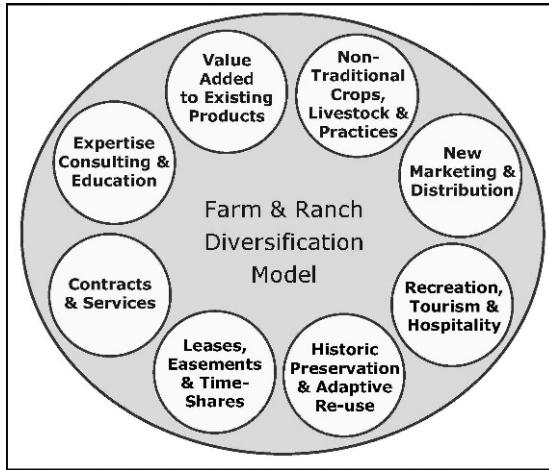 Value
Added
to Existing
Products
Non-
Traditional
Crops,
Livestock &
Practices
Expertise
Consulting &
Education
New
Marketing &
Distribution
Farm & Ranch
Diversification
Model
Contracts
& Services
Recreation,
Tourism &
Hospitality
Leases,
Easements
& Time-
Shares
Historic
Preservation
& Adaptive
Re-use